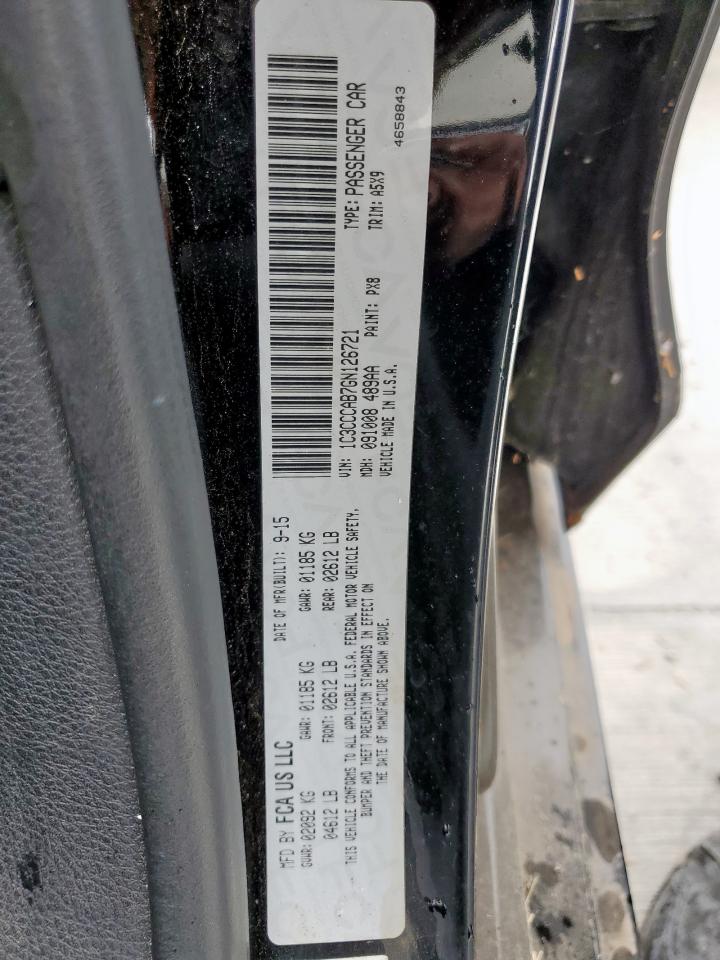 MFD BY FCA US LLC
DATE OF MFR(BUILT): 9-15
GVWR: 02092 KG
GAWR: 01185 KG
GAWR: 01185 KG
04612 LB
FRONT: 02612 LB
REAR: 02612 LB
THIS VEHICLE CONFORMS TO ALL APPLICABLE U.S.A. FEDERAL MOTOR VEHICLE SAFETY,
BUMPER AND THEFT PREVENTION STANDARDS IN EFFECT ON
THE DATE OF MANUFACTURE SHOWN ABOVE.
VIN: 1C3CCCAB7GN126721
TYPE: PASSENGER CAR
MDH: 091008 489AA
PAINT: PX8
TRIM: A5X9
VEHICLE MADE IN U.S.A.
4658843